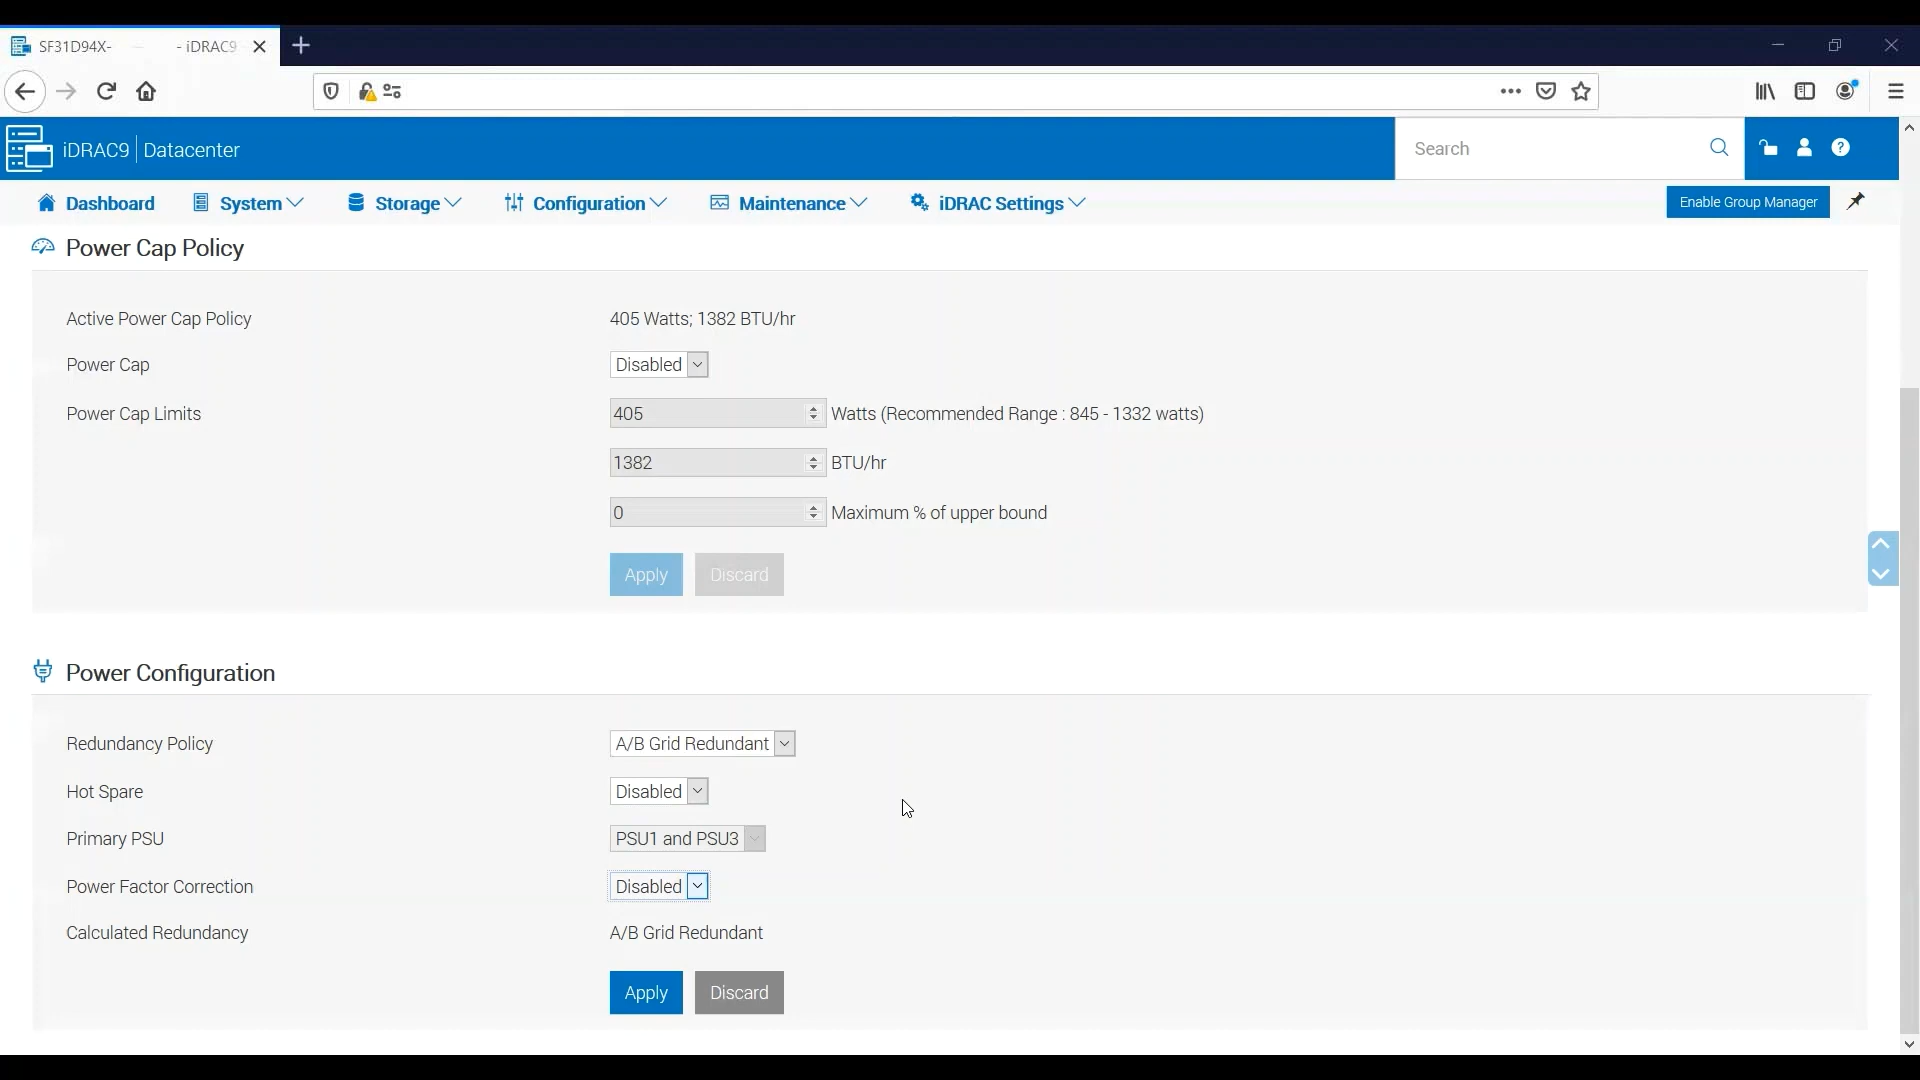 SF31D94X- - iDRAC9
iDRAC9 | Datacenter
Search
Dashboard System Storage Configuration Maintenance iDRAC Settings Enable Group Manager
Power Cap Policy
Active Power Cap Policy 405 Watts; 1382 BTU/hr
Power Cap Disabled
Power Cap Limits 405 Watts (Recommended Range : 845 - 1332 watts)
1382 BTU/hr
0 Maximum % of upper bound
Apply Discard
Power Configuration
Redundancy Policy A/B Grid Redundant
Hot Spare Disabled
Primary PSU PSU1 and PSU3
Power Factor Correction Disabled
Calculated Redundancy A/B Grid Redundant
Apply Discard